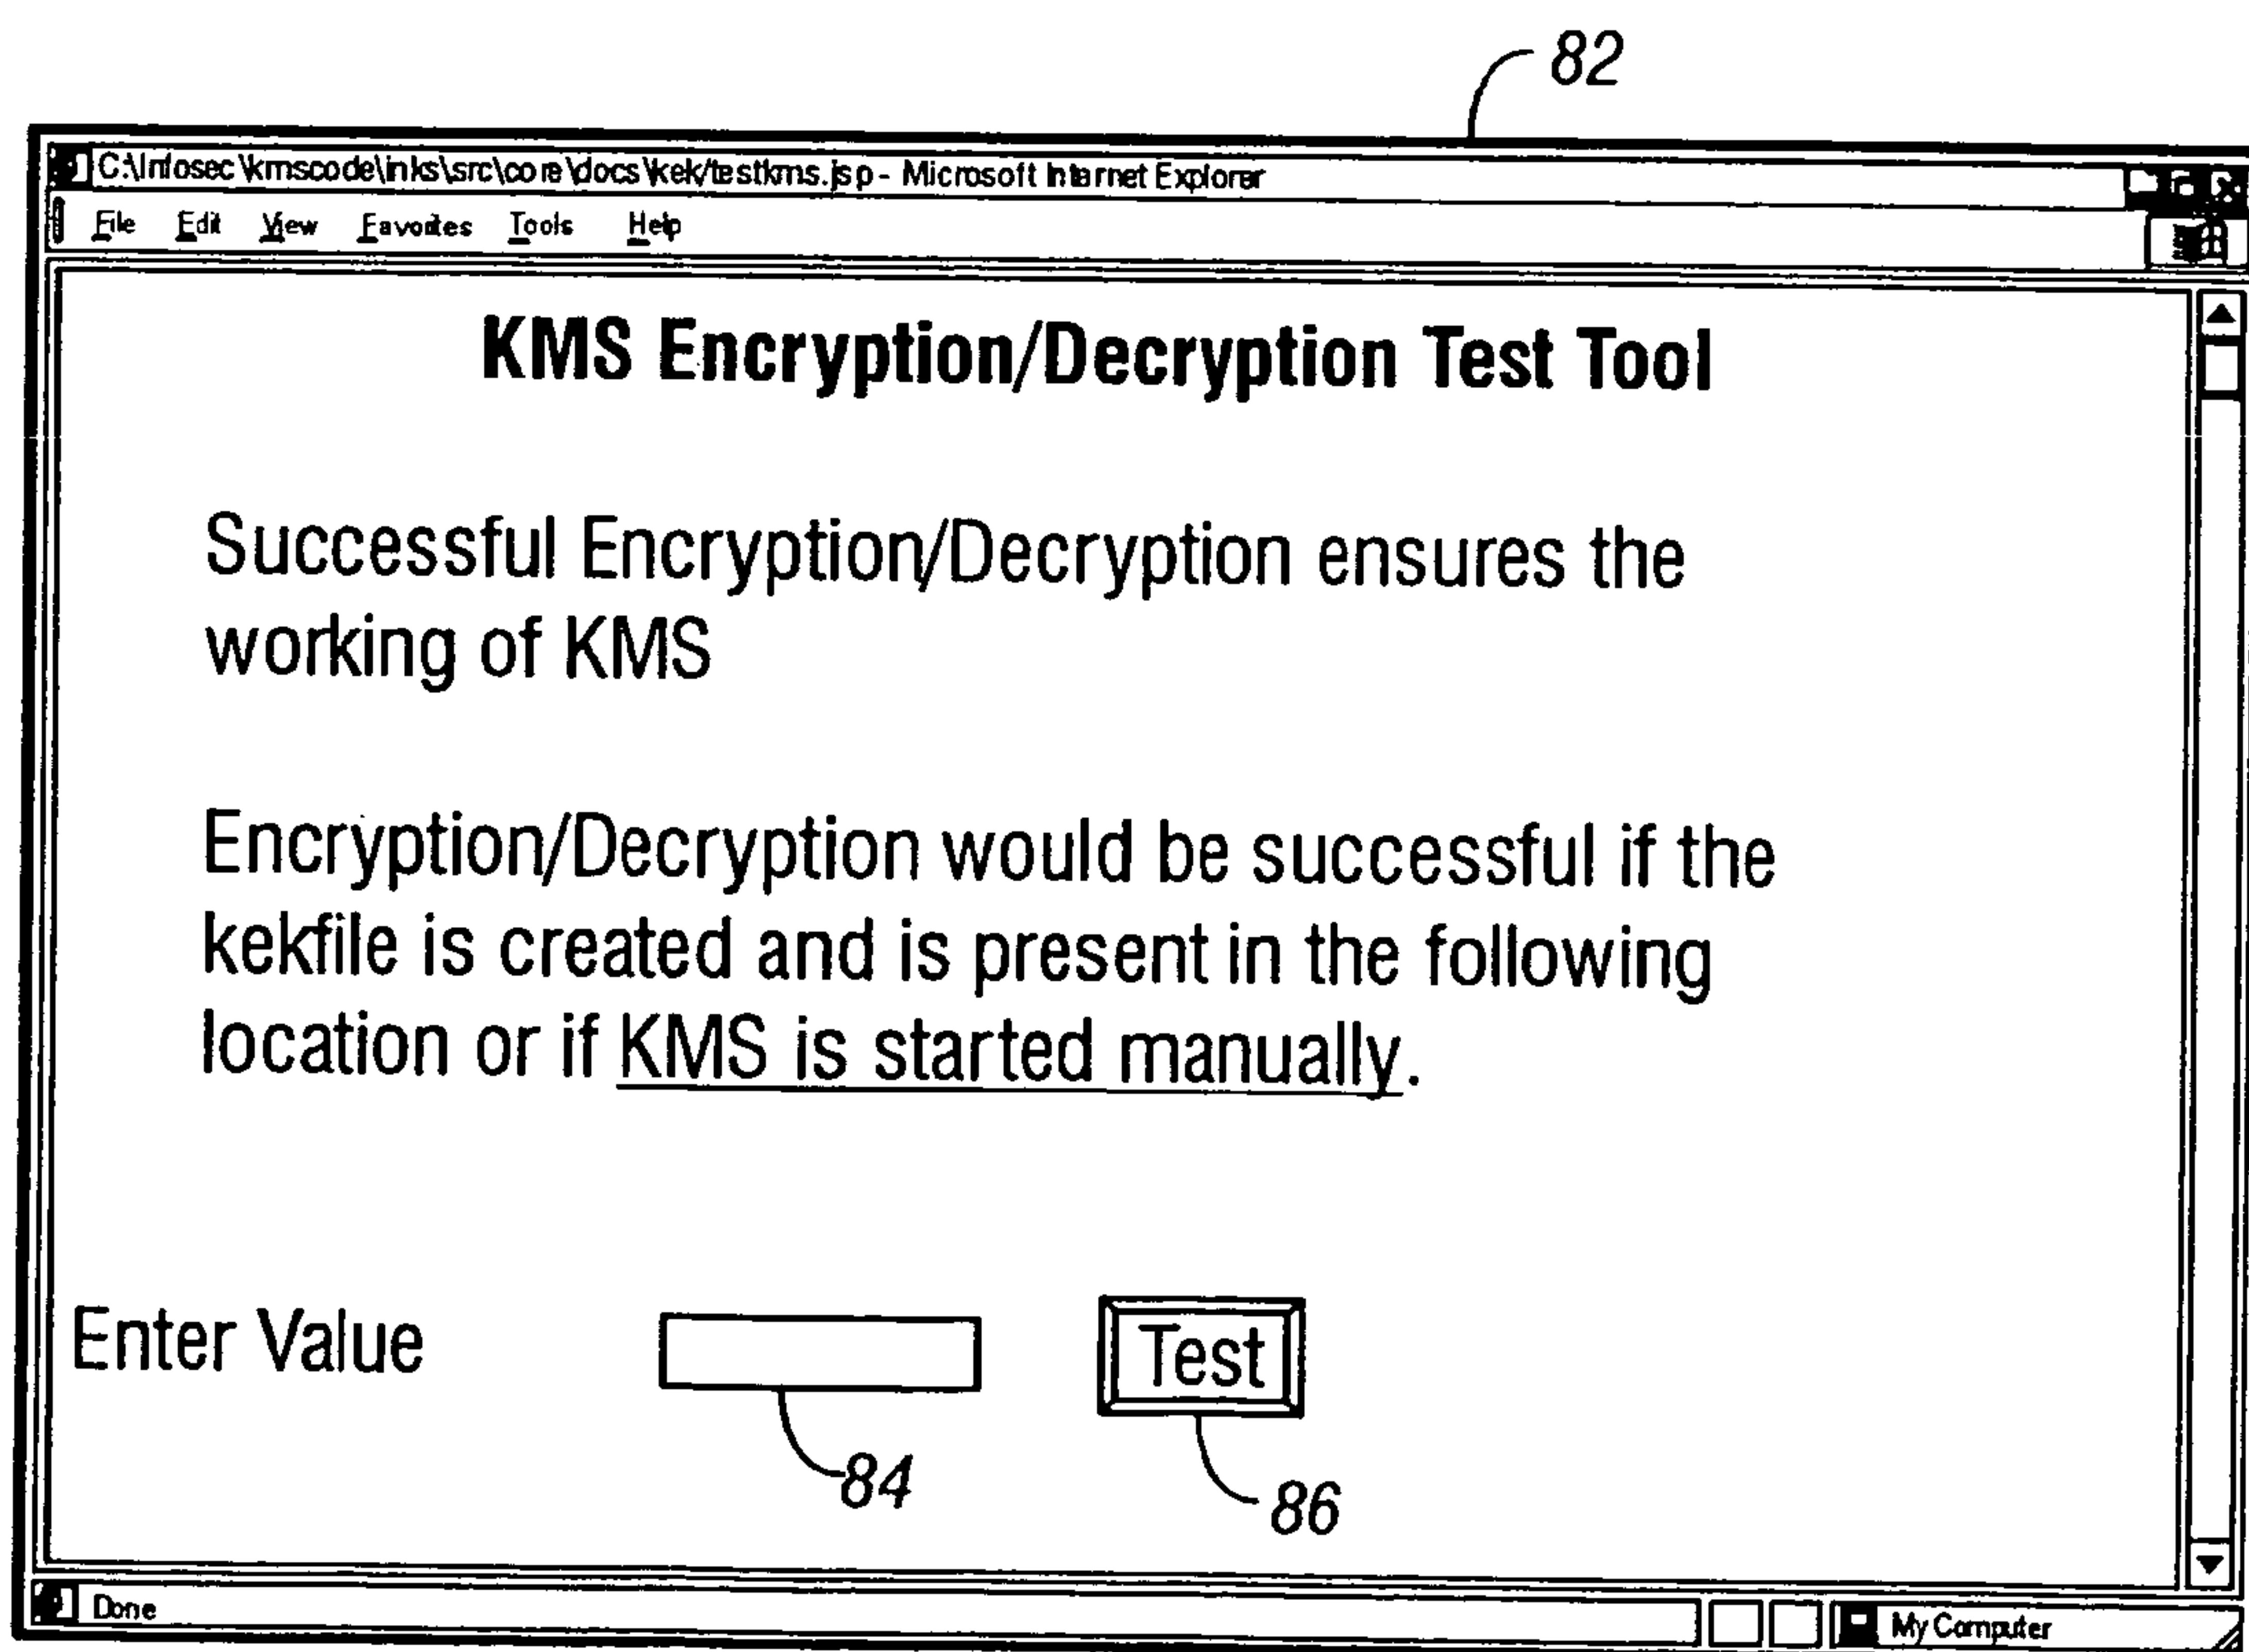 82
C:\Infosec\kmscode\inks\src\core\docs\kek/testkms.jsp - Microsoft Internet Explorer
File Edit View Favorites Tools Help
KMS Encryption/Decryption Test Tool
Successful Encryption/Decryption ensures the
working of KMS
Encryption/Decryption would be successful if the
kekfile is created and is present in the following
location or if KMS is started manually.
Enter Value
Test
84
86
Done
My Computer